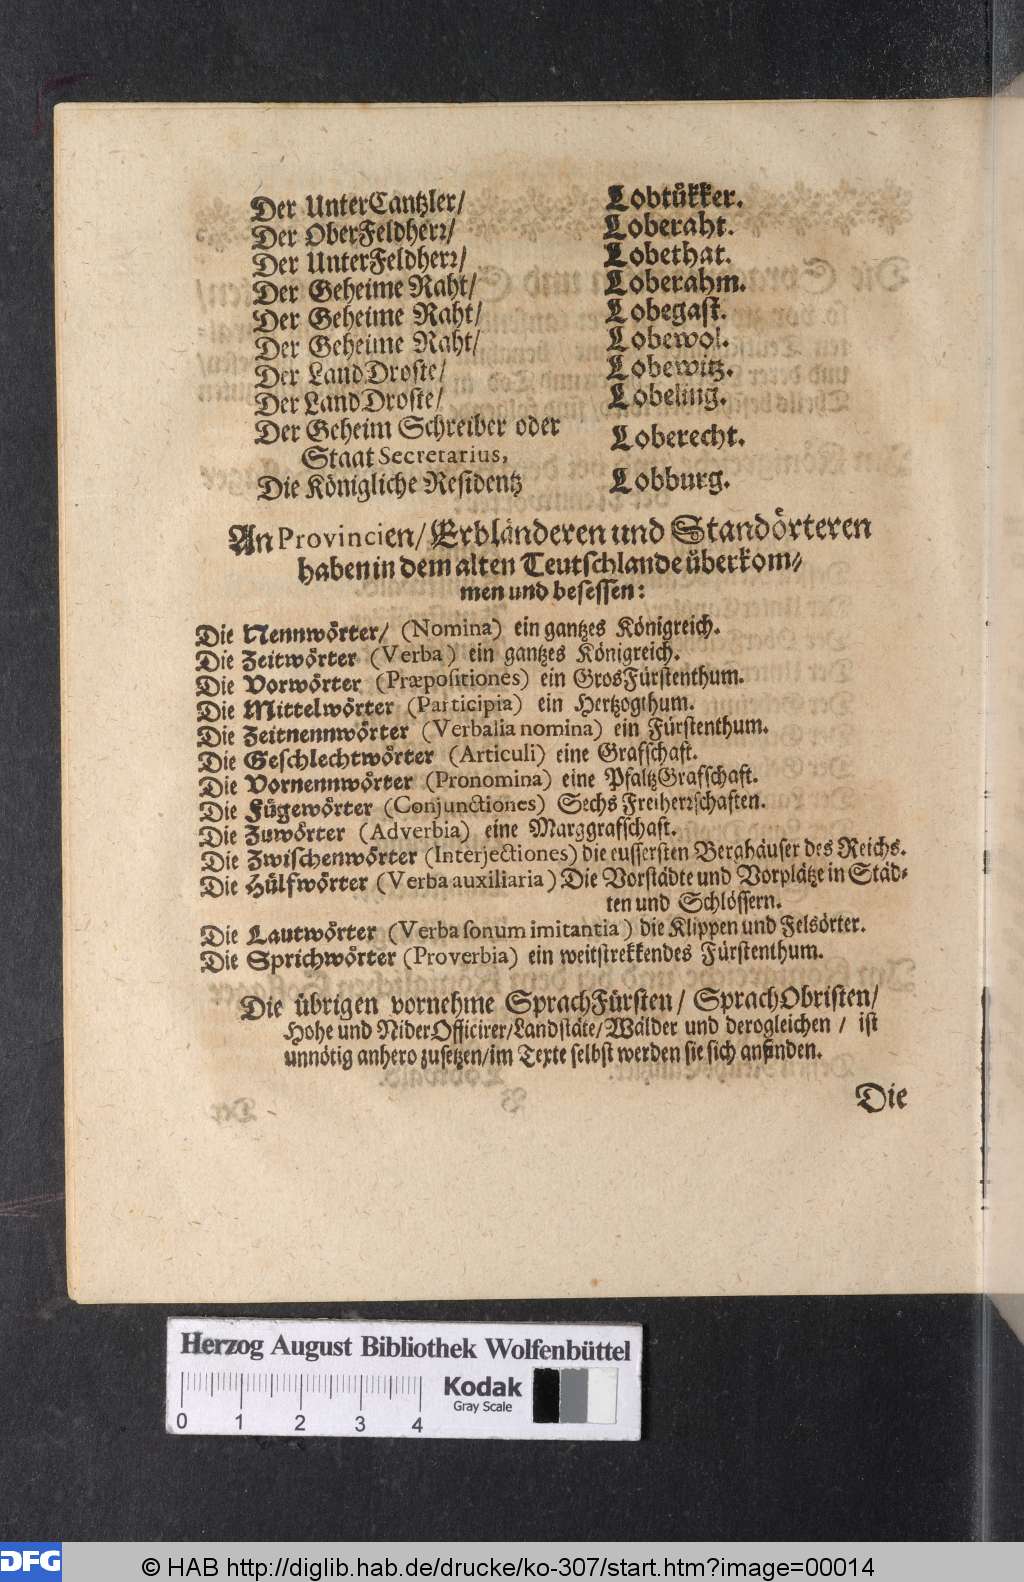 Der UnterCantzler/ Lobtükker.
Der OberFeldherr/ Loberaht.
Der UnterFeldherr/ Lobethat.
Der Geheime Raht/ Loberahm.
Der Geheime Raht/ Lobegast.
Der Geheime Raht/ Lobewol.
Der LandDroste/ Lobewitz.
Der LandDroste/ Lobeling.
Der Geheim Schreiber oder
Staat Secretarius, Loberecht.
Die Königliche Residentz Lobburg.
An Provincien/ Erbländeren und Standörteren
haben in dem alten Teutschlande überkom-
men und besessen:
Die Nennwörter/ (Nomina) ein gantzes Königreich.
Die Zeitwörter (Verba) ein gantzes Königreich.
Die Vorwörter (Præpositiones) ein GrosFürstenthum.
Die Mittelwörter (Participia) ein Hertzogthum.
Die Zeitnennwörter (Verbalia nomina) ein Fürstenthum.
Die Geschlechtwörter (Articuli) eine Grafschaft.
Die Vornennwörter (Pronomina) eine PfaltzGrafschaft.
Die Fügewörter (Conjunctiones) Sechs Freiherrschaften.
Die Zuwörter (Adverbia) eine Marggrafschaft.
Die Zwischenwörter (Interjectiones) die eussersten Berghäuser des Reichs.
Die Hülfwörter (Verba auxiliaria) Die Vorstädte und Vorplätze in Städ-
ten und Schlössern.
Die Lautwörter (Verba sonum imitantia) die Klippen und Felsörter.
Die Sprichwörter (Proverbia) ein weitstrekkendes Fürstenthum.
Die übrigen vornehme SprachFürsten/ SprachObristen/
Hohe und NiderOfficirer/Landstäte/Wälder und derogleichen / ist
unnötig anhero zusetzen/im Texte selbst werden sie sich anfinden.
Die
Herzog August Bibliothek Wolfenbüttel
Kodak
Gray Scale
0 1 2 3 4
DFG
© HAB http://diglib.hab.de/drucke/ko-307/start.htm?image=00014